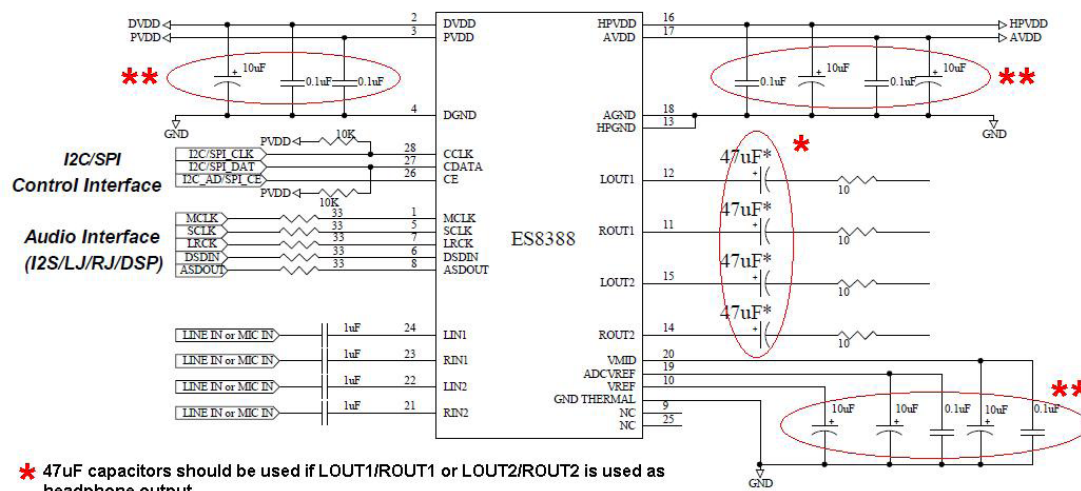 DVDD 2 DVDD
PVDD 3 PVDD
10uF 0.1uF 0.1uF
**
4 DGND
GND
PVDD 10K
I2C/SPI
Control Interface
I2C/SPI_CLK 28 CCLK
I2C/SPI_DAT 27 CDATA
I2C_AD/SPI_CE 26 CE
PVDD 10K
Audio Interface
(I2S/LJ/RJ/DSP)
MCLK 33 1 MCLK
SCLK 33 5 SCLK
LRCK 33 7 LRCK
DSDIN 33 6 DSDIN
ASDOUT 33 8 ASDOUT
LINE IN or MIC IN 1uF 24 LIN1
LINE IN or MIC IN 1uF 23 RIN1
LINE IN or MIC IN 1uF 22 LIN2
LINE IN or MIC IN 1uF 21 RIN2
ES8388
HPVDD 16 HPVDD
AVDD 17 AVDD
0.1uF 10uF 0.1uF 10uF
**
AGND 18
HPGND 13
GND
*
LOUT1 12 47uF* 10
ROUT1 11 47uF* 10
LOUT2 15 47uF* 10
ROUT2 14 47uF* 10
VMID 20
ADCVREF 19
VREF 10
GND THERMAL
NC 9
NC 25
10uF 10uF 0.1uF 10uF 0.1uF
**
GND
* 47uF capacitors should be used if LOUT1/ROUT1 or LOUT2/ROUT2 is used as
headphone output